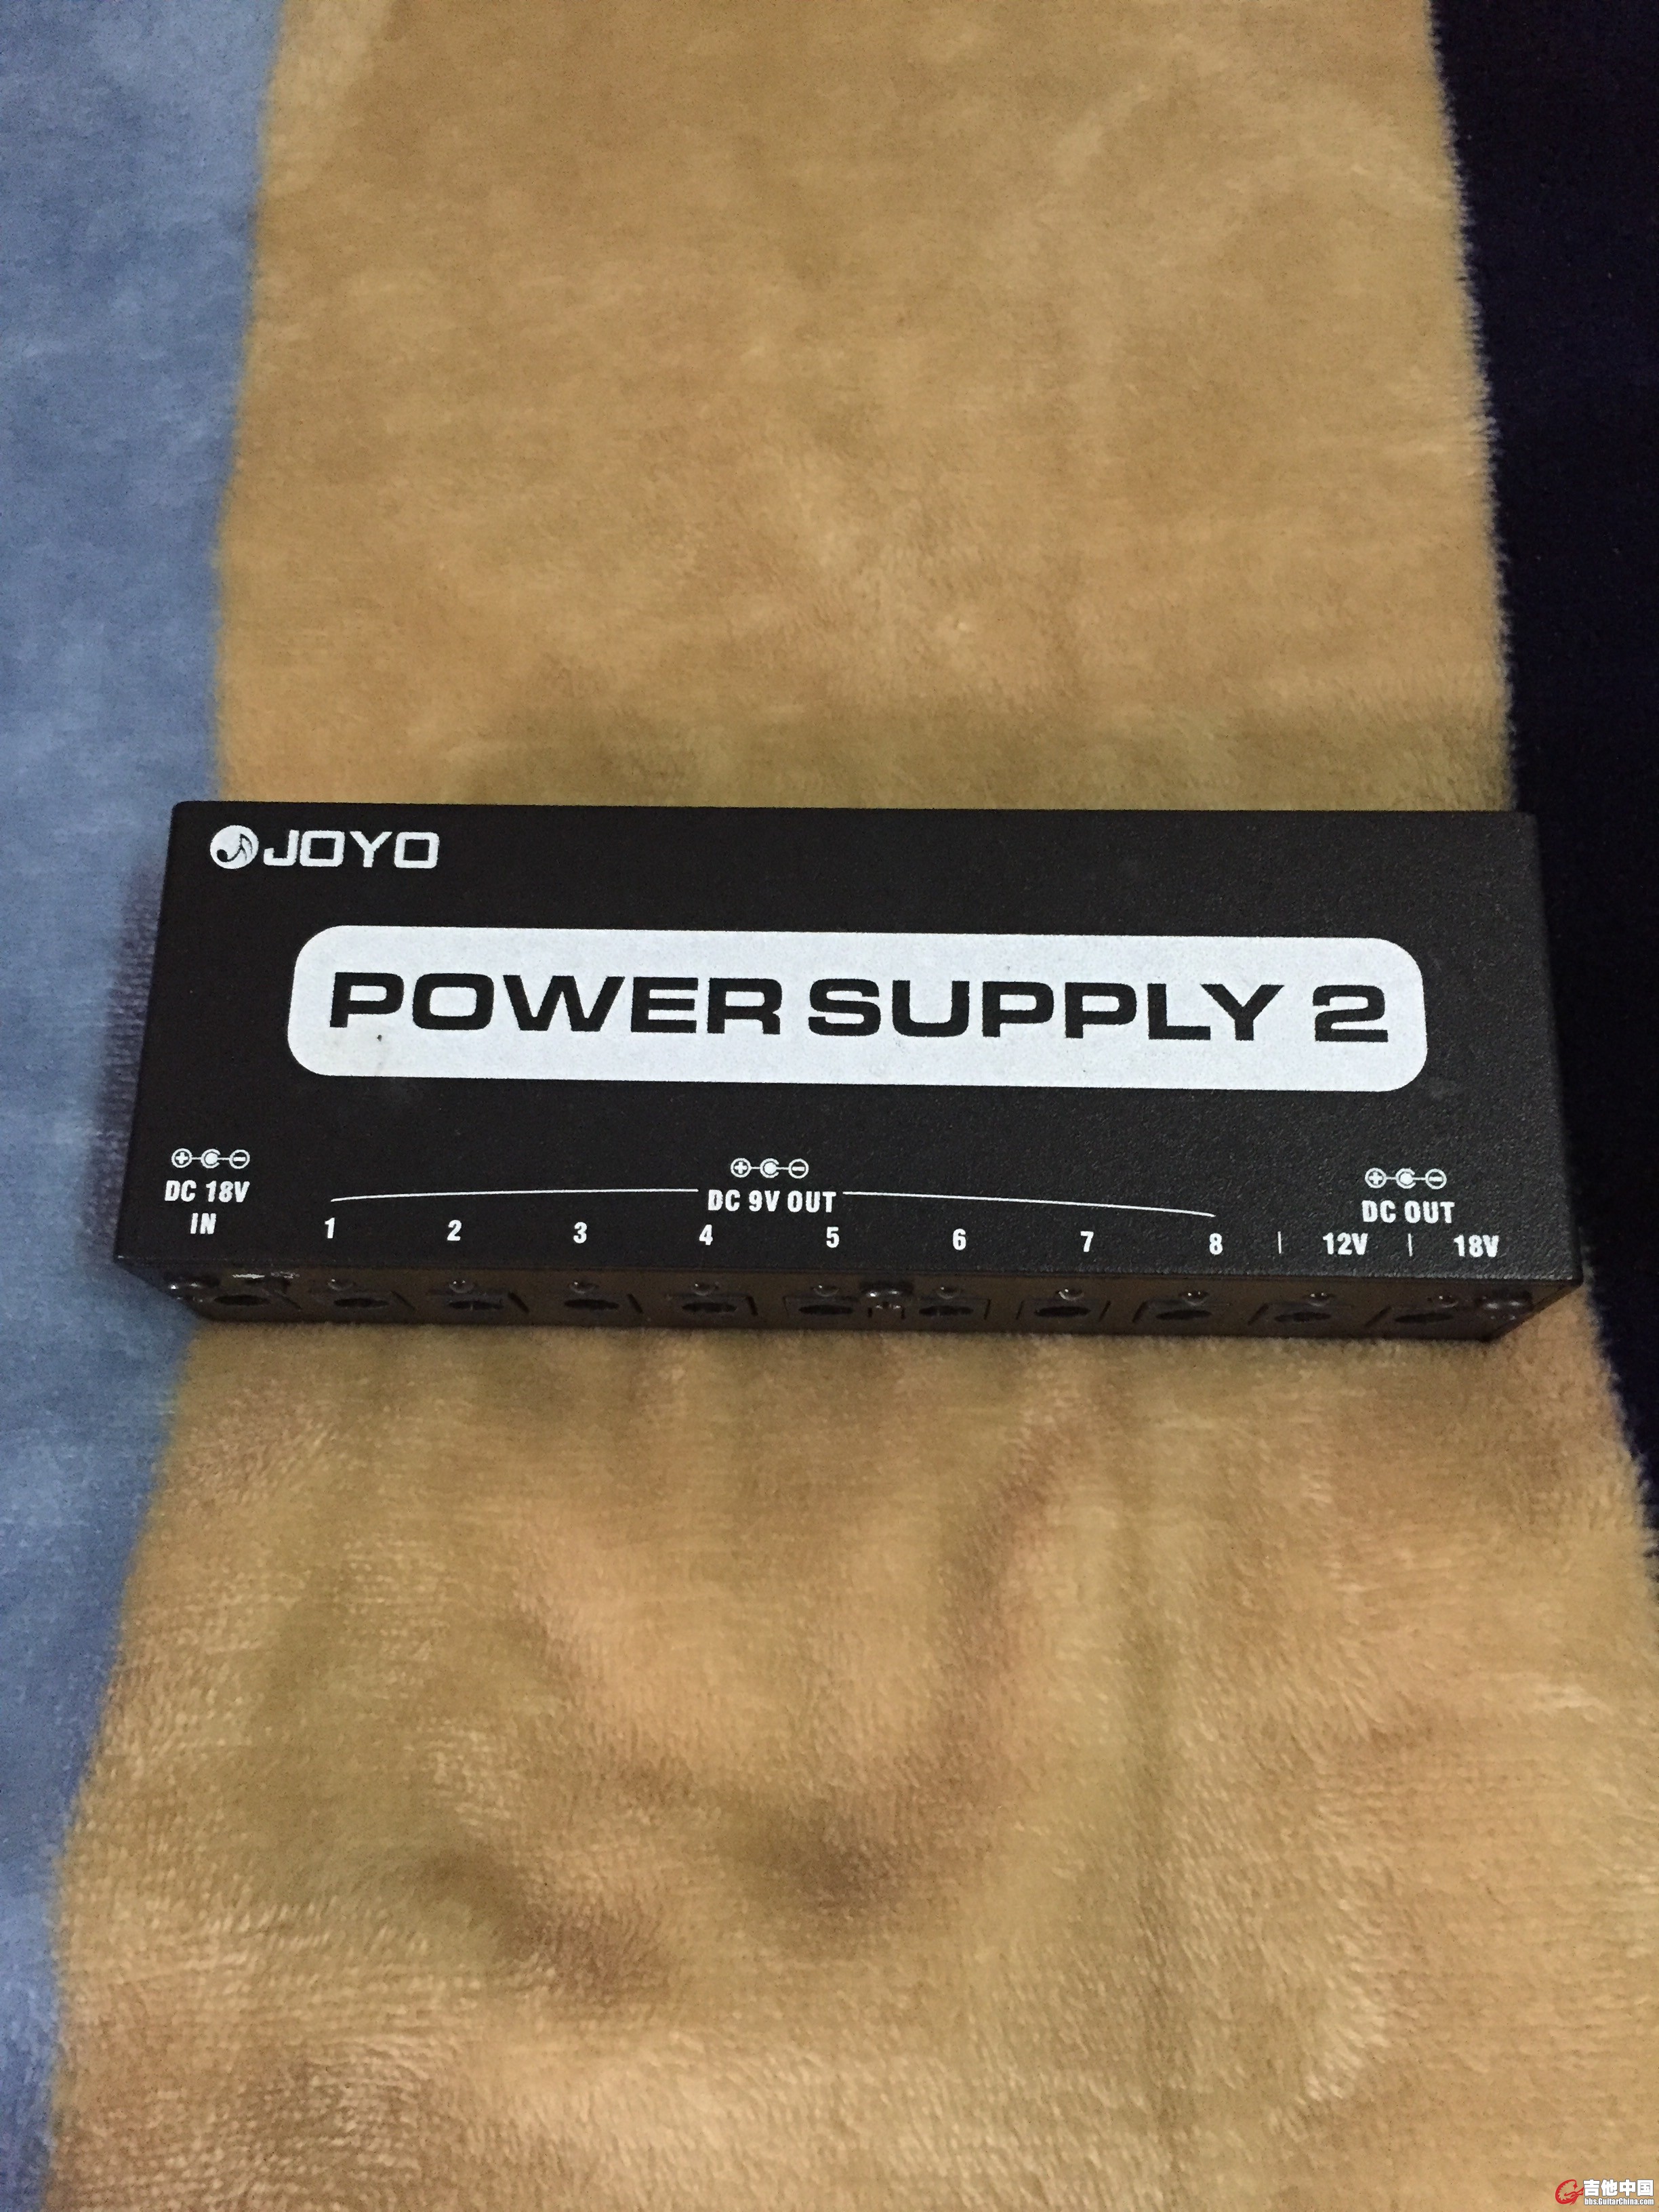 JOYO
POWER SUPPLY 2
DC 18V
IN
DC 9V OUT
1 2 3 4 5 6 7 8
DC OUT
12V 18V
吉他中国
bbs.GuitarChina.com